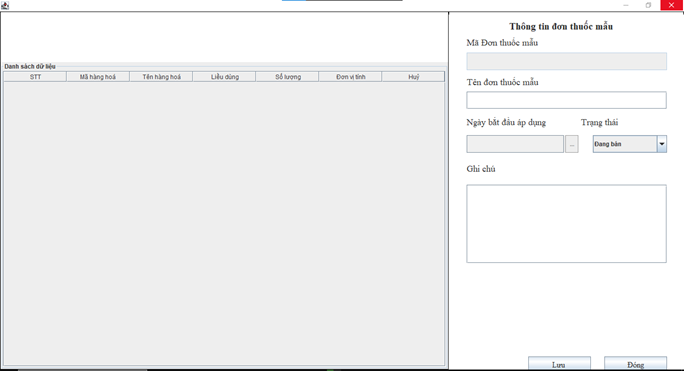 Danh sách dữ liệu
STT Mã hàng hoá Tên hàng hoá Liều dùng Số lượng Đơn vị tính Huỷ
Thông tin đơn thuốc mẫu
Mã Đơn thuốc mẫu
Tên đơn thuốc mẫu
Ngày bắt đầu áp dụng Trạng thái
... Đang bán
Ghi chú
Lưu Đóng